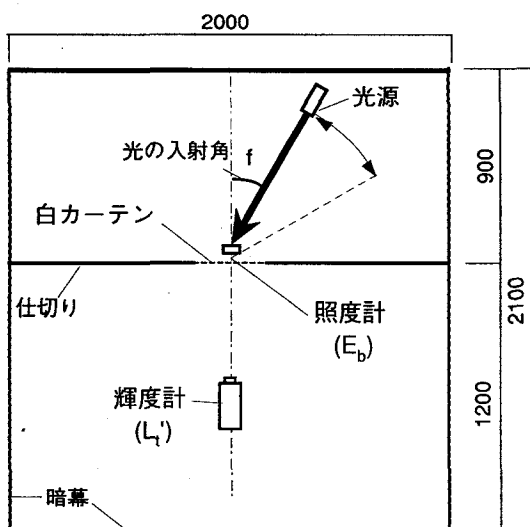 2000
光源
光の入射角 f
900
白カーテン
仕切り
照度計
(E_b)
2100
輝度計
(L_t')
1200
暗幕